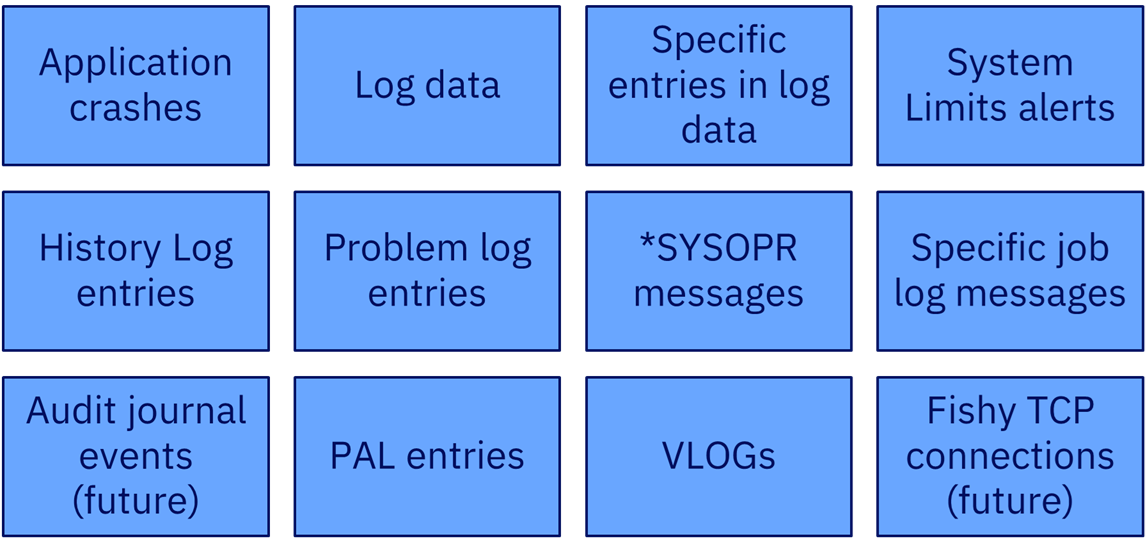 Application
crashes
Log data
Specific
entries in log
data
System
Limits alerts
History Log
entries
Problem log
entries
*SYSOPR
messages
Specific job
log messages
Audit journal
events
(future)
PAL entries
VLOGs
Fishy TCP
connections
(future)